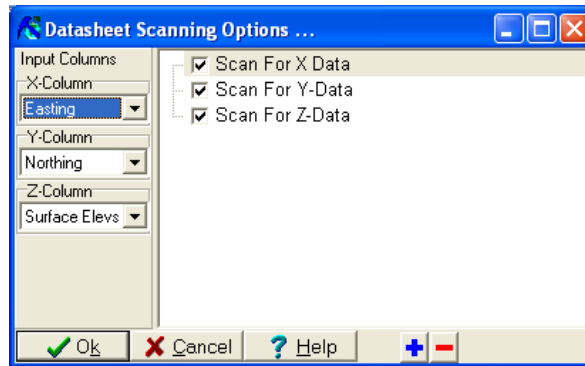 Datasheet Scanning Options ...
Input Columns
X-Column
Easting
Y-Column
Northing
Z-Column
Surface Elevs
Scan For X Data
Scan For Y-Data
Scan For Z-Data
Ok
Cancel
Help